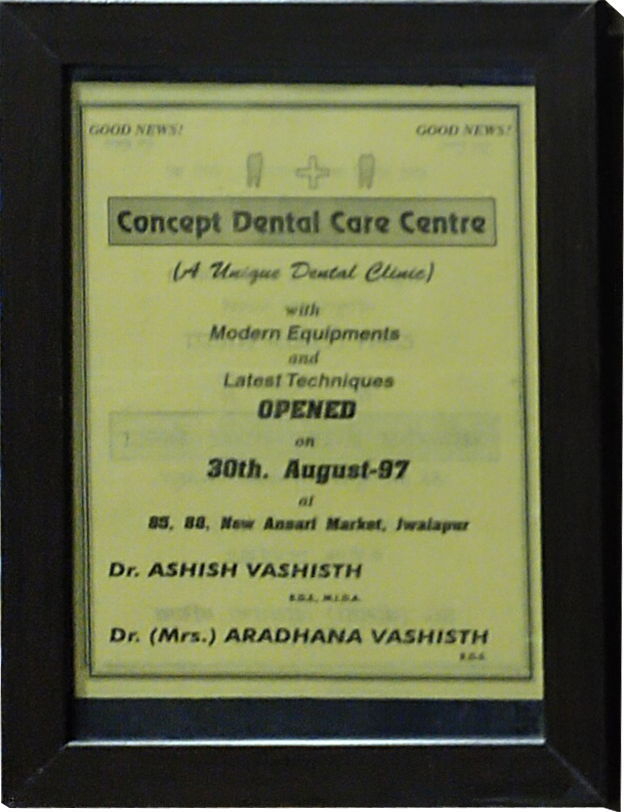 GOOD NEWS! GOOD NEWS!
Concept Dental Care Centre
(A Unique Dental Clinic)
with
Modern Equipments
and
Latest Techniques
OPENED
on
30th. August-97
at
85, 88, New Ansari Market, Jwalapur
Dr. ASHISH VASHISTH
B.D.S., M.I.D.A.
Dr. (Mrs.) ARADHANA VASHISTH
B.D.S.